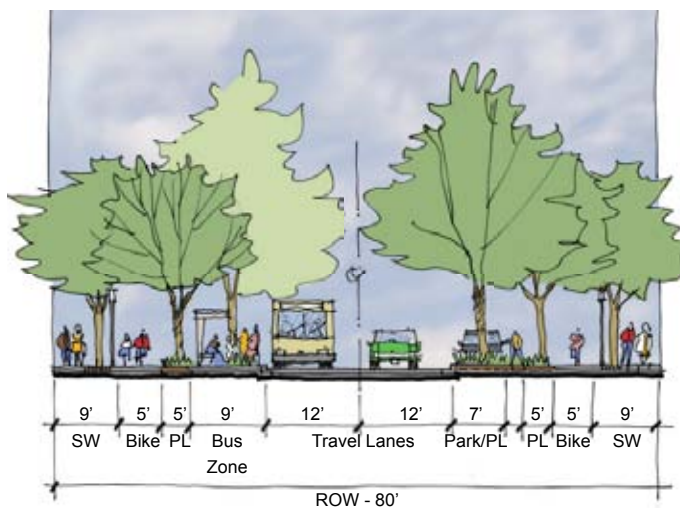 9’ 5’ 5’ 9’ 12’ 12’ 7’ 5’ 5’ 9’
SW Bike PL Bus Travel Lanes Park/PL PL Bike SW
Zone
ROW - 80’